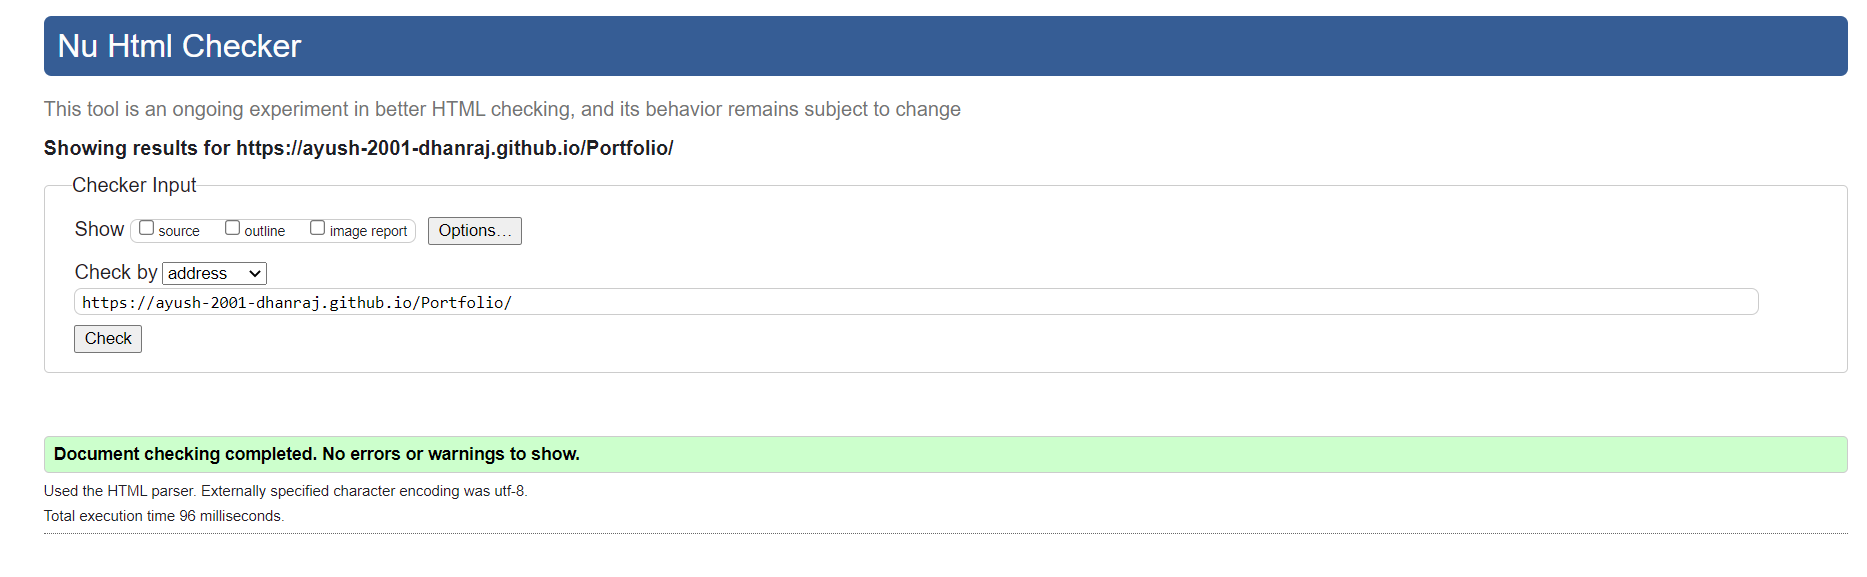 Nu Html Checker
This tool is an ongoing experiment in better HTML checking, and its behavior remains subject to change
Showing results for https://ayush-2001-dhanraj.github.io/Portfolio/
Checker Input
Show source outline image report Options...
Check by address
https://ayush-2001-dhanraj.github.io/Portfolio/
Check
Document checking completed. No errors or warnings to show.
Used the HTML parser. Externally specified character encoding was utf-8.
Total execution time 96 milliseconds.